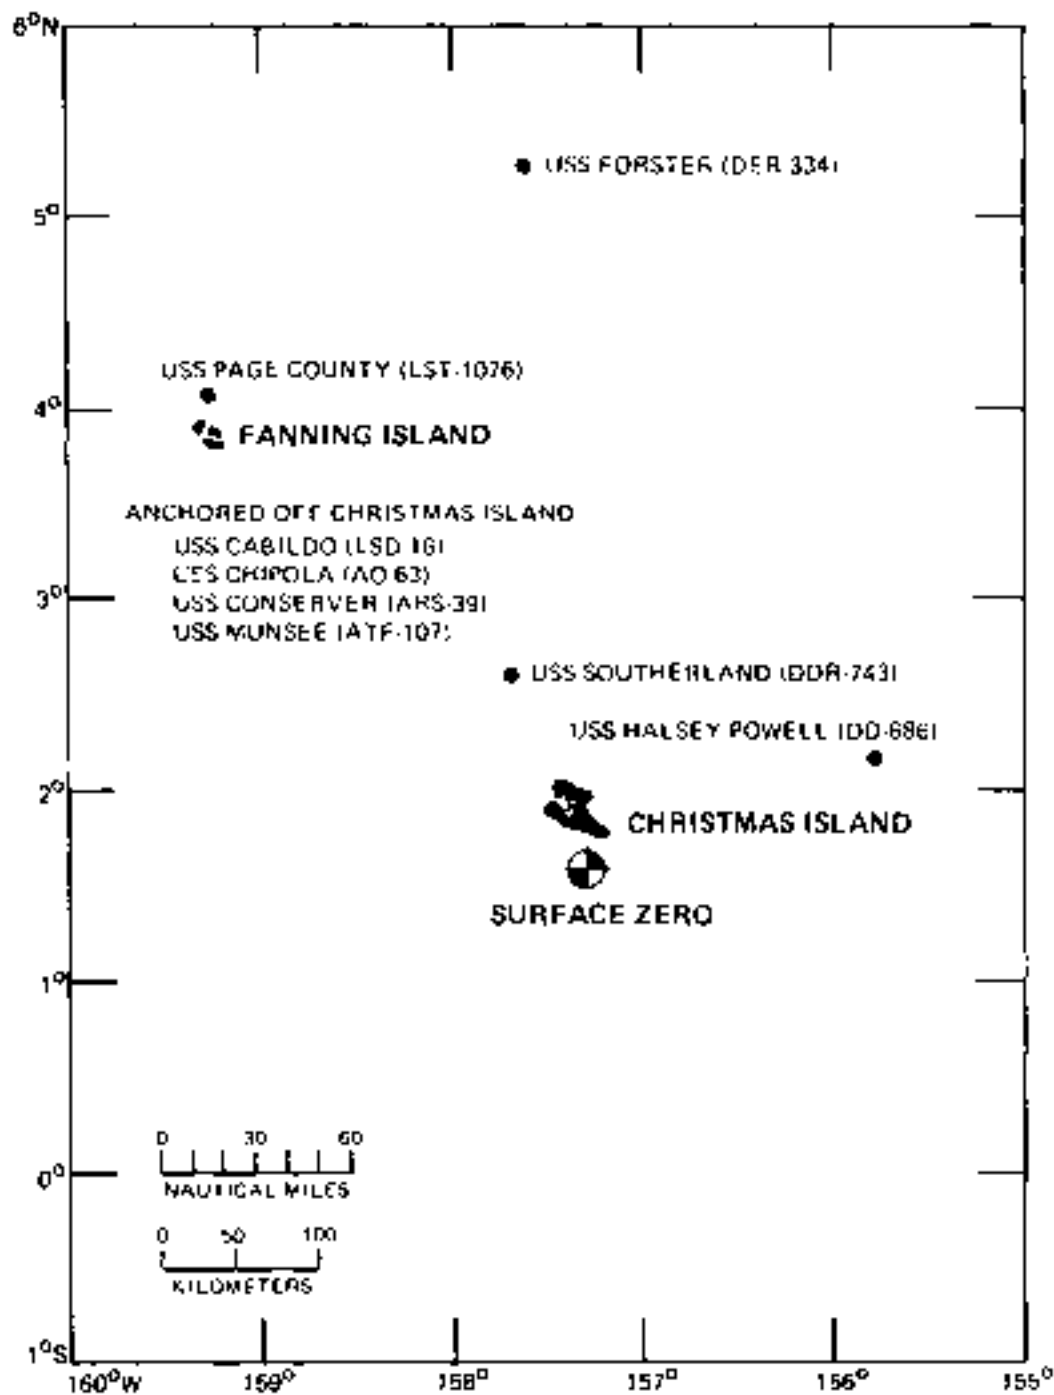 6°N
USS FORSTER (DER 334)
5°
USS PAGE COUNTY (LST-1076)
4°
FANNING ISLAND
ANCHORED OFF CHRISTMAS ISLAND
USS CABILDO (LSD 16)
USS CHIPOLA (AO 63)
3°
USS CONSERVER (ARS-39)
USS MUNSEE (ATF-107)
USS SOUTHERLAND (DDR-743)
USS HALSEY POWELL (DD-686)
2°
CHRISTMAS ISLAND
SURFACE ZERO
1°
0 30 60
0°
NAUTICAL MILES
0 50 100
KILOMETERS
1°S
160°W 159° 158° 157° 156° 155°